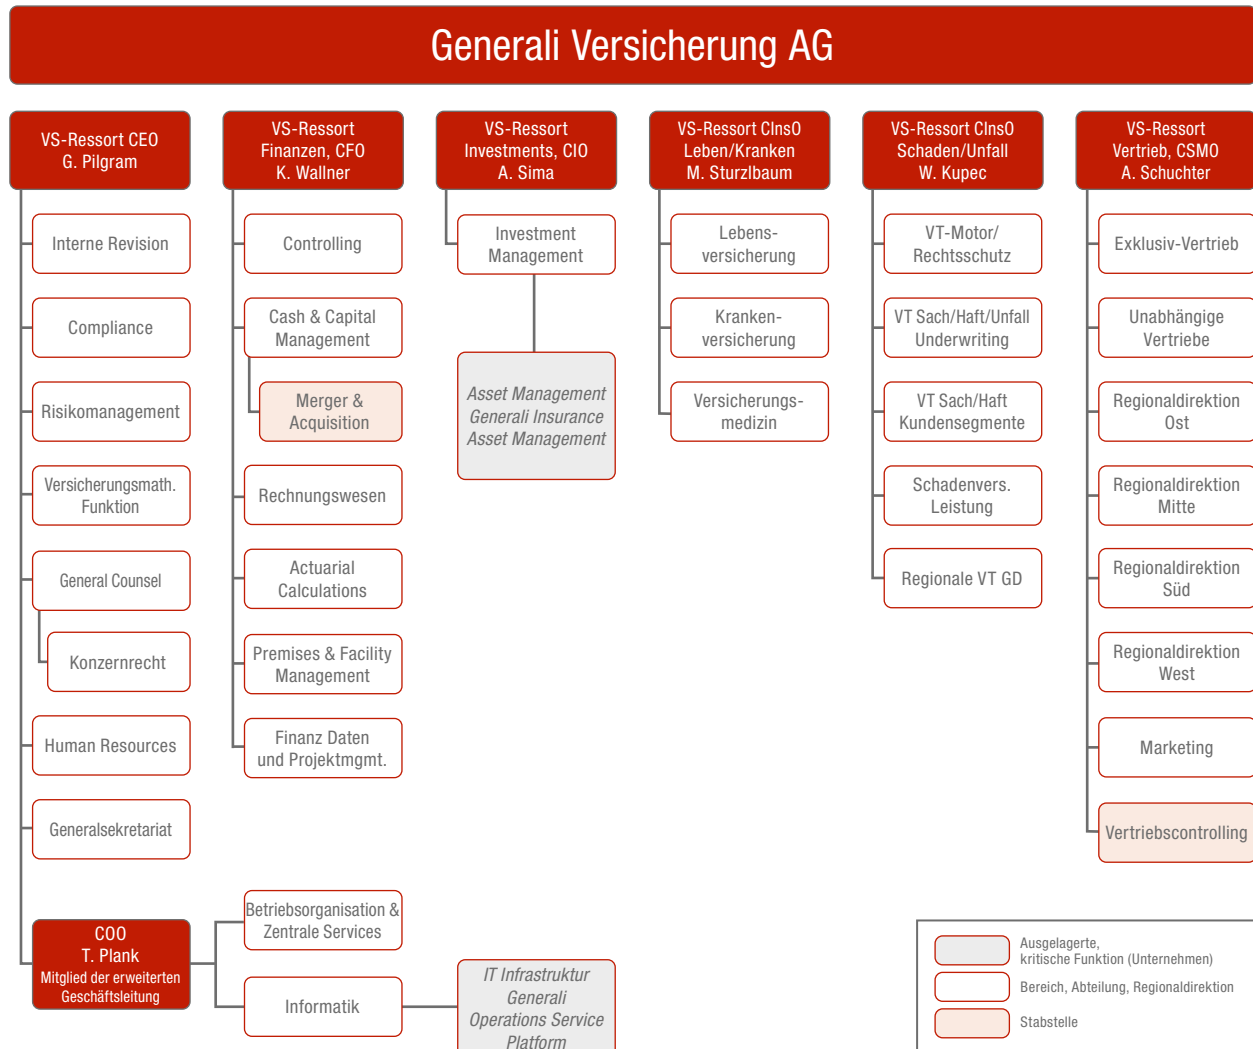 Generali Versicherung AG
VS-Ressort CEO
G. Pilgram
Interne Revision
Compliance
Risikomanagement
Versicherungsmath.
Funktion
General Counsel
Konzernrecht
Human Resources
Generalsekretariat
COO
T. Plank
Mitglied der erweiterten
Geschäftsleitung
Betriebsorganisation &
Zentrale Services
Informatik
IT Infrastruktur
Generali
Operations Service
Platform
VS-Ressort
Finanzen, CFO
K. Wallner
Controlling
Cash & Capital
Management
Merger &
Acquisition
Rechnungswesen
Actuarial
Calculations
Premises & Facility
Management
Finanz Daten
und Projektmgmt.
VS-Ressort
Investments, CIO
A. Sima
Investment
Management
Asset Management
Generali Insurance
Asset Management
VS-Ressort CInsO
Leben/Kranken
M. Sturzlbaum
Lebens-
versicherung
Kranken-
versicherung
Versicherungs-
medizin
VS-Ressort CInsO
Schaden/Unfall
W. Kupec
VT-Motor/
Rechtsschutz
VT Sach/Haft/Unfall
Underwriting
VT Sach/Haft
Kundensegmente
Schadenvers.
Leistung
Regionale VT GD
VS-Ressort
Vertrieb, CSMO
A. Schuchter
Exklusiv-Vertrieb
Unabhängige
Vertriebe
Regionaldirektion
Ost
Regionaldirektion
Mitte
Regionaldirektion
Süd
Regionaldirektion
West
Marketing
Vertriebscontrolling
Ausgelagerte,
kritische Funktion (Unternehmen)
Bereich, Abteilung, Regionaldirektion
Stabstelle